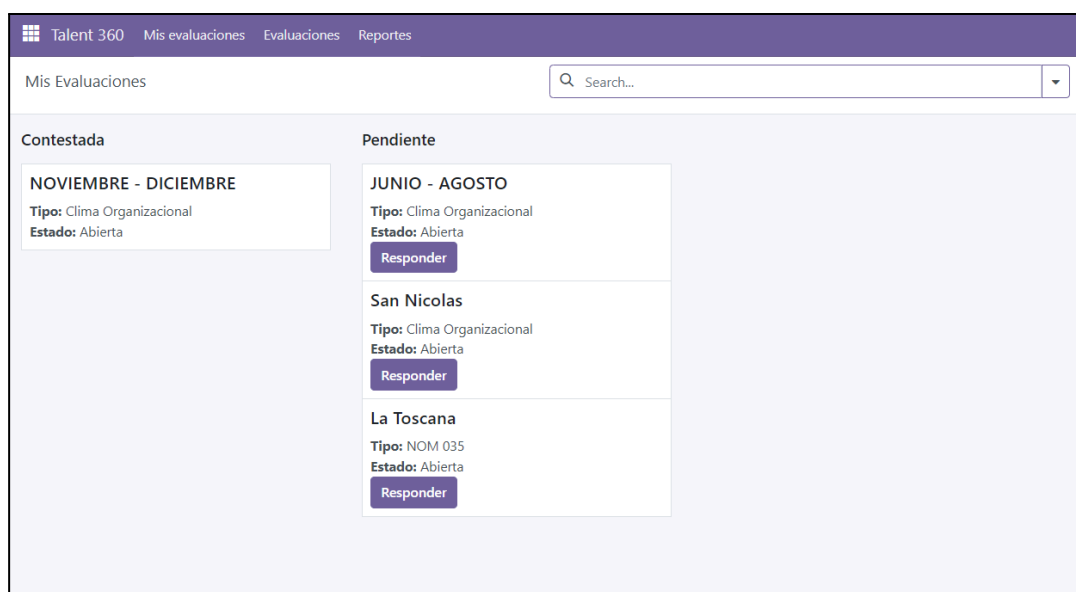 Talent 360 Mis evaluaciones Evaluaciones Reportes
Mis Evaluaciones
Search...
Contestada
NOVIEMBRE - DICIEMBRE
Tipo: Clima Organizacional
Estado: Abierta
Pendiente
JUNIO - AGOSTO
Tipo: Clima Organizacional
Estado: Abierta
Responder
San Nicolas
Tipo: Clima Organizacional
Estado: Abierta
Responder
La Toscana
Tipo: NOM 035
Estado: Abierta
Responder